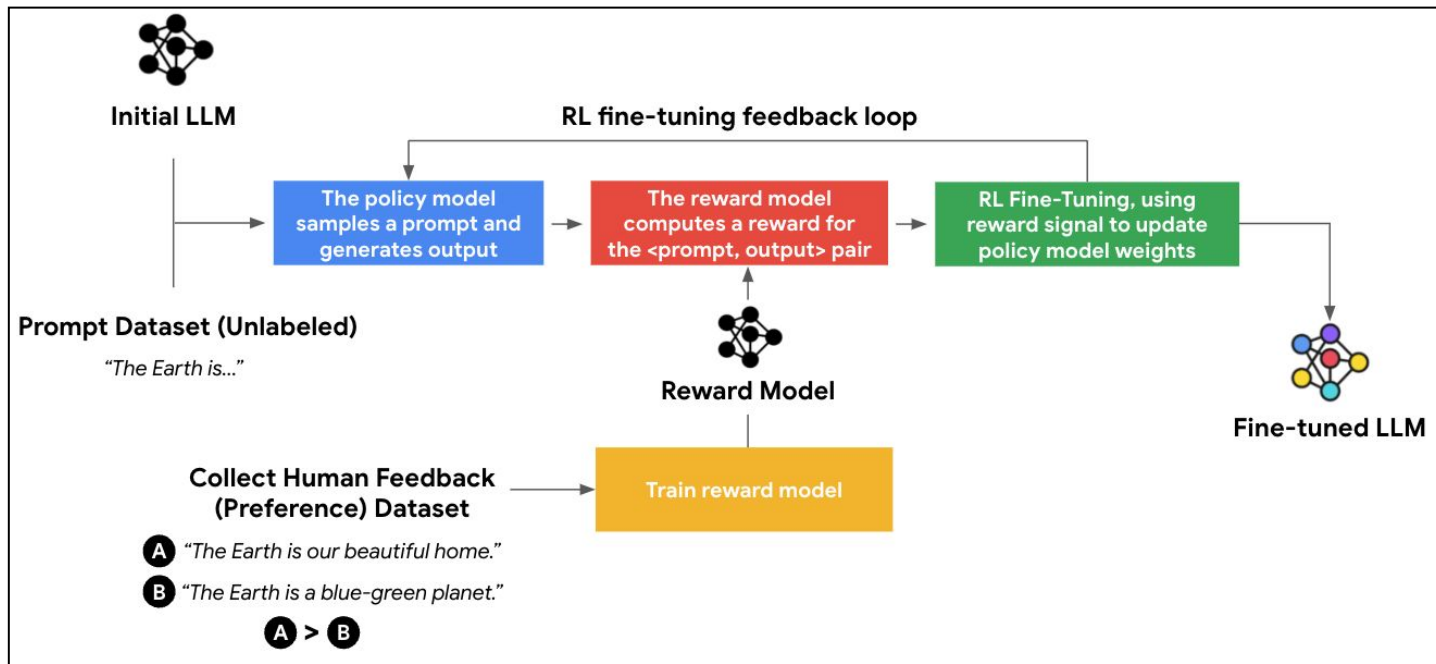 Initial LLM
RL fine-tuning feedback loop
The policy model
samples a prompt and
generates output
The reward model
computes a reward for
the <prompt, output> pair
RL Fine-Tuning, using
reward signal to update
policy model weights
Prompt Dataset (Unlabeled)
“The Earth is...”
Reward Model
Fine-tuned LLM
Collect Human Feedback
(Preference) Dataset
Train reward model
A “The Earth is our beautiful home.”
B “The Earth is a blue-green planet.”
A > B